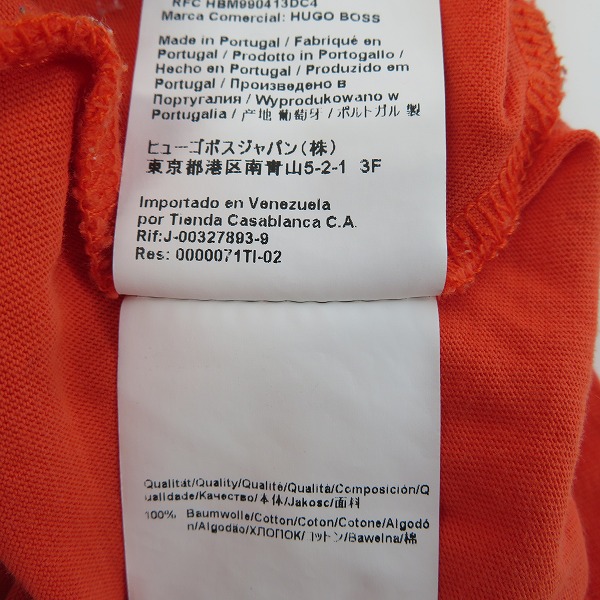 RFC HBM990413DC4
Marca Comercial: HUGO BOSS
Made in Portugal / Fabriqué en
Portugal / Prodotto in Portogallo /
Hecho en Portugal / Produzido em
Portugal / Произведено в
Португалия / Wyprodukowano w
Portugalia / 产地 葡萄牙 / ポルトガル 製
ヒューゴボスジャパン(株)
東京都港区南青山5-2-1 3F
Importado en Venezuela
por Tienda Casablanca C.A.
Rif:J-00327893-9
Res: 0000071TI-02
Qualität/Quality/Qualité/Qualità/Composición/Q
ualidade/Качество/本体/Jakość/面料
100% Baumwolle/Cotton/Coton/Cotone/Algodó
n/Algodão/ХЛОПОК/コットン/Bawełna/棉